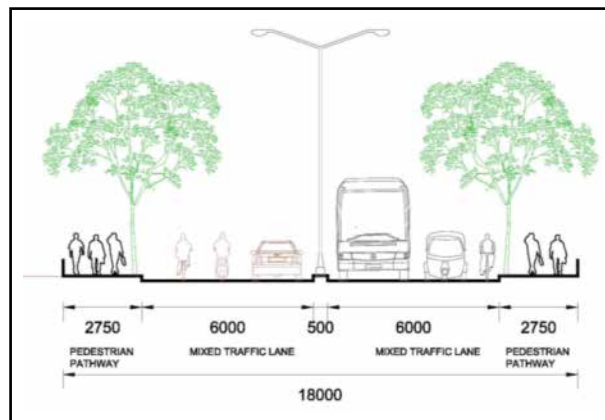 2750 6000 500 6000 2750
PEDESTRIAN PATHWAY MIXED TRAFFIC LANE MIXED TRAFFIC LANE PEDESTRIAN PATHWAY
18000